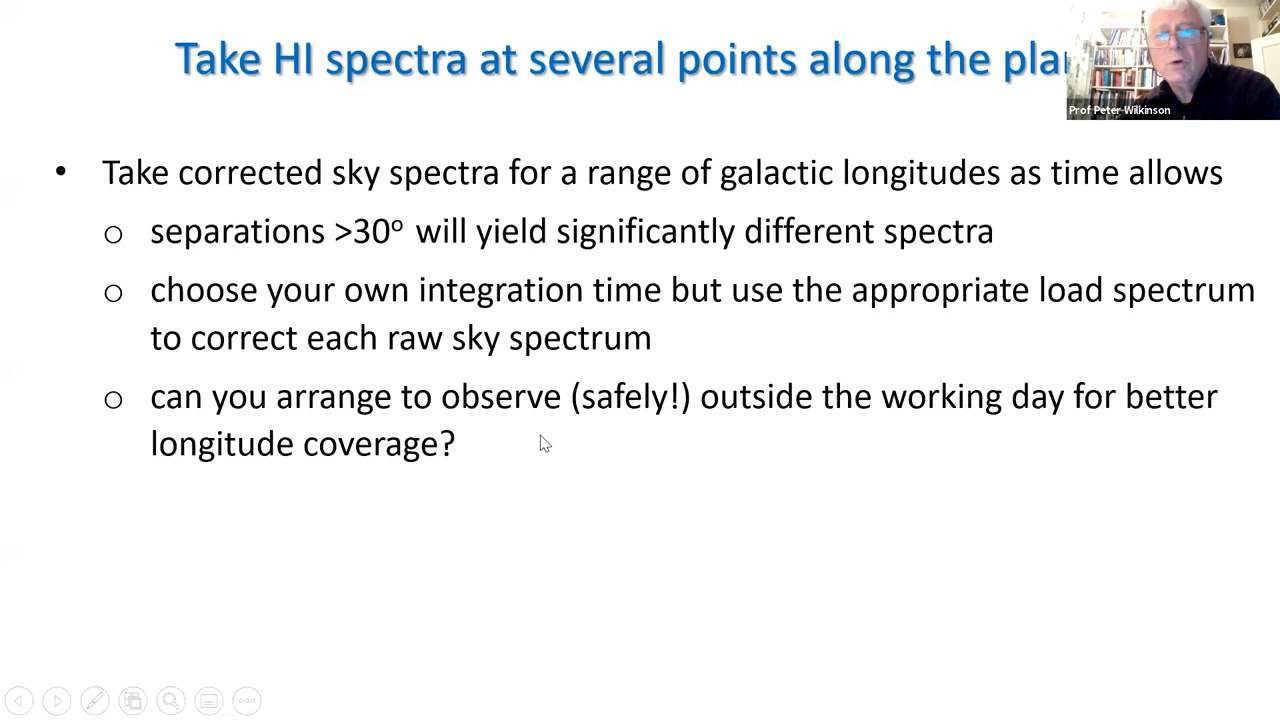 Take HI spectra at several points along the
Prof Peter Wilkinson
• Take corrected sky spectra for a range of galactic longitudes as time allows
o separations >30º will yield significantly different spectra
o choose your own integration time but use the appropriate load spectrum
to correct each raw sky spectrum
o can you arrange to observe (safely!) outside the working day for better
longitude coverage?